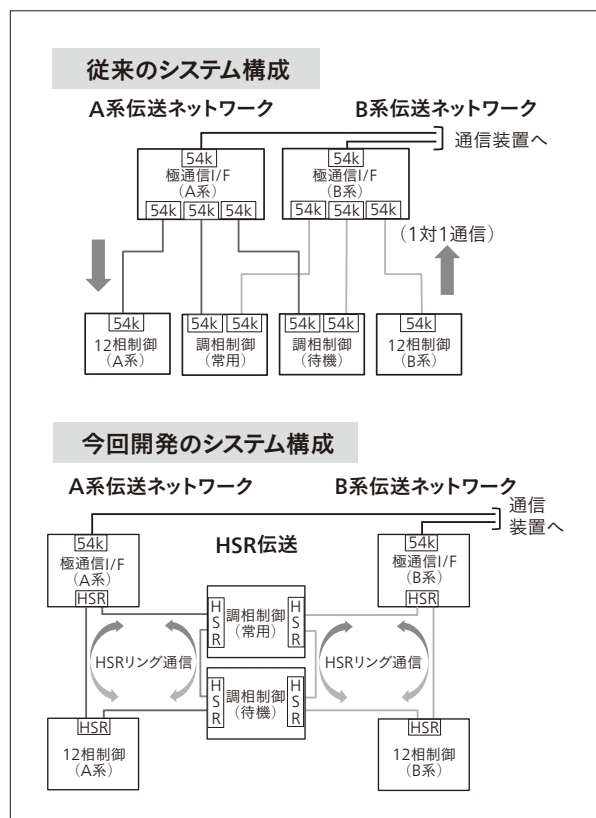 従来のシステム構成
A系伝送ネットワーク
B系伝送ネットワーク
通信装置へ
54k
極通信I/F
(A系)
54k 54k 54k
54k
極通信I/F
(B系)
54k 54k 54k
(1対1通信)
54k
12相制御
(A系)
54k 54k
調相制御
(常用)
54k 54k
調相制御
(待機)
54k
12相制御
(B系)
今回開発のシステム構成
A系伝送ネットワーク
B系伝送ネットワーク
通信
装置へ
HSR伝送
54k
極通信I/F
(A系)
HSR
54k
極通信I/F
(B系)
HSR
HSR
調相制御
(常用)
HSR
HSRリング通信
HSRリング通信
HSR
調相制御
(待機)
HSR
HSR
12相制御
(A系)
HSR
12相制御
(B系)